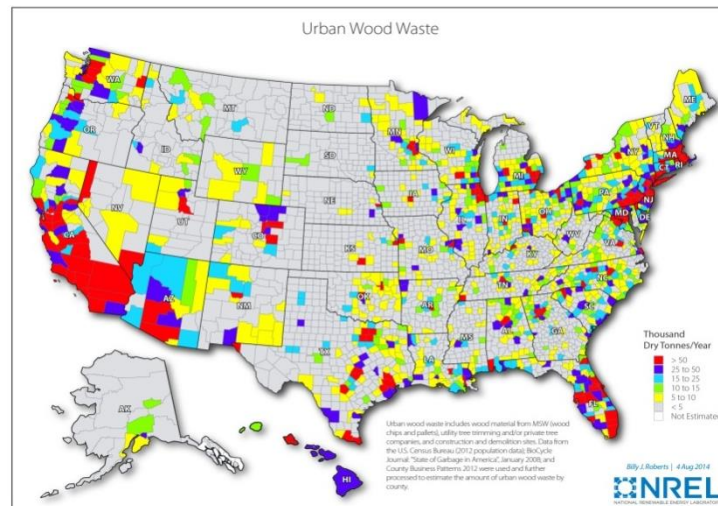 Urban Wood Waste
WA
OR
ID
MT
ND
SD
WY
NV
UT
CO
NE
KS
CA
AZ
NM
OK
TX
MN
WI
IA
MO
AR
LA
MS
AL
GA
FL
TN
KY
IL
IN
OH
MI
WV
VA
NC
SC
PA
NY
VT
NH
ME
MA
CT
RI
NJ
DE
MD
AK
HI
Thousand
Dry Tonnes/Year
> 50
25 to 50
15 to 25
10 to 15
5 to 10
< 5
Not Estimated
Urban wood waste includes wood material from MSW (wood
chips and pallets), utility tree trimming and/or private tree
companies, and construction and demolition sites. Data from
the U.S. Census Bureau (2012 population data); BioCycle
Journal: "State of Garbage in America", January 2008; and
County Business Patterns 2012 were used and further
processed to estimate the amount of urban wood waste by
county.
Billy J. Roberts | 4 Aug 2014
NREL
NATIONAL RENEWABLE ENERGY LABORATORY